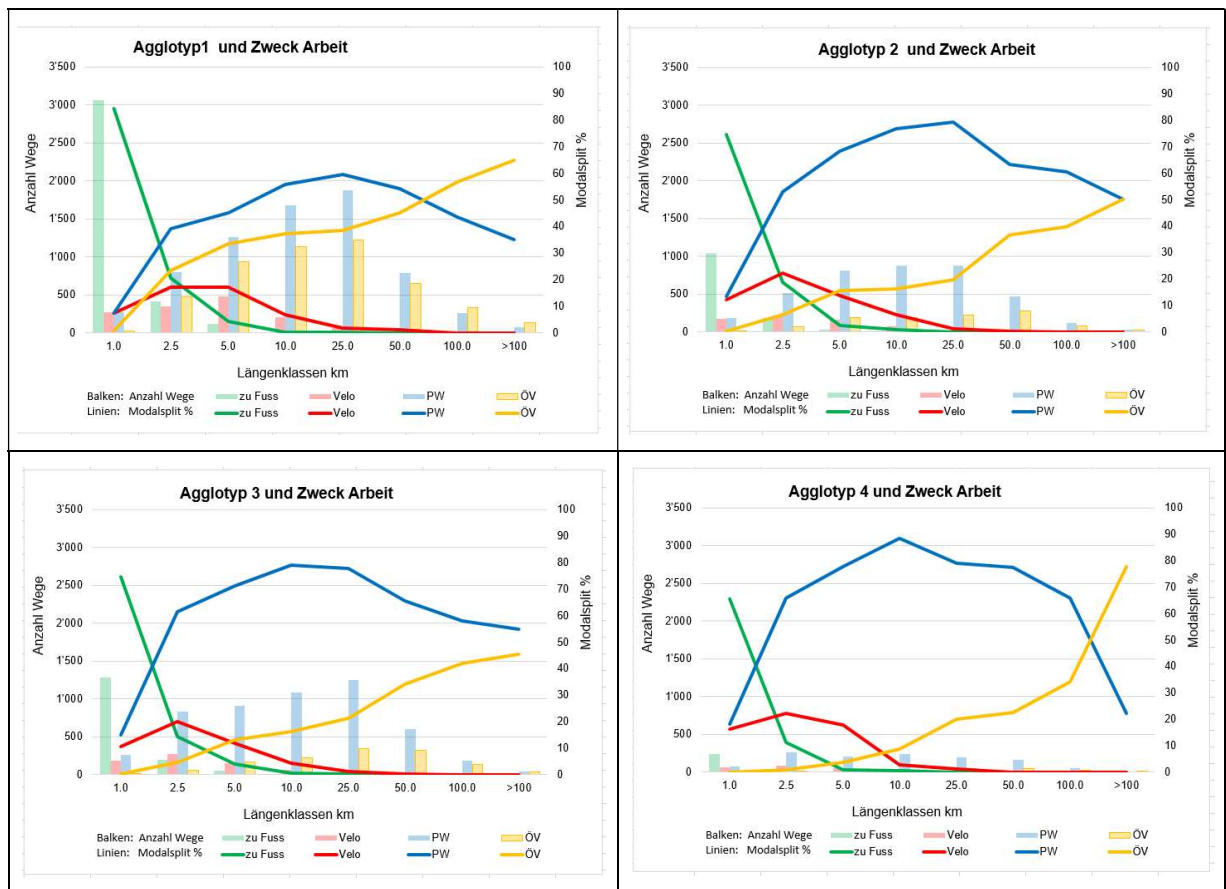 Agglotyp1 und Zweck Arbeit
3'500 100
90
3'000
80
2'500 70
60
2'000
50
1'500
40
1'000 30
20
500
10
0 0
Anzahl Wege
Modalsplit %
1.0 2.5 5.0 10.0 25.0 50.0 100.0 >100
Längenklassen km
Balken: Anzahl Wege zu Fuss Velo PW ÖV
Linien: Modalsplit % zu Fuss Velo PW ÖV
Agglotyp 2 und Zweck Arbeit
3'500 100
90
3'000
80
2'500 70
60
2'000
50
1'500
40
1'000 30
20
500
10
0 0
Anzahl Wege
Modalsplit %
1.0 2.5 5.0 10.0 25.0 50.0 100.0 >100
Längenklassen km
Balken: Anzahl Wege zu Fuss Velo PW ÖV
Linien: Modalsplit % zu Fuss Velo PW ÖV
Agglotyp 3 und Zweck Arbeit
3'500 100
90
3'000
80
2'500 70
60
2'000
50
1'500
40
1'000 30
20
500
10
0 0
Anzahl Wege
Modalsplit %
1.0 2.5 5.0 10.0 25.0 50.0 100.0 >100
Längenklassen km
Balken: Anzahl Wege zu Fuss Velo PW ÖV
Linien: Modalsplit % zu Fuss Velo PW ÖV
Agglotyp 4 und Zweck Arbeit
3'500 100
90
3'000
80
2'500 70
60
2'000
50
1'500
40
1'000 30
20
500
10
0 0
Anzahl Wege
Modalsplit %
1.0 2.5 5.0 10.0 25.0 50.0 100.0 >100
Längenklassen km
Balken: Anzahl Wege zu Fuss Velo PW ÖV
Linien: Modalsplit % zu Fuss Velo PW ÖV